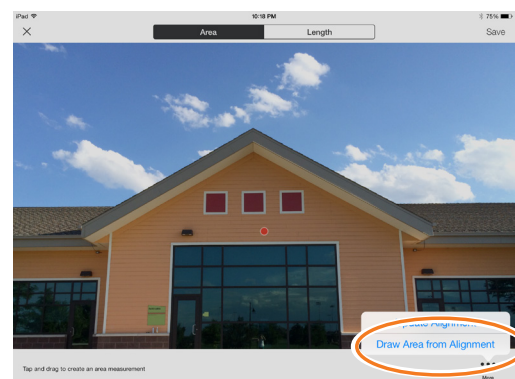 iPad 10:18 PM 75%
Area Length Save
Alignment
Draw Area from Alignment
Tap and drag to create an area measurement
More